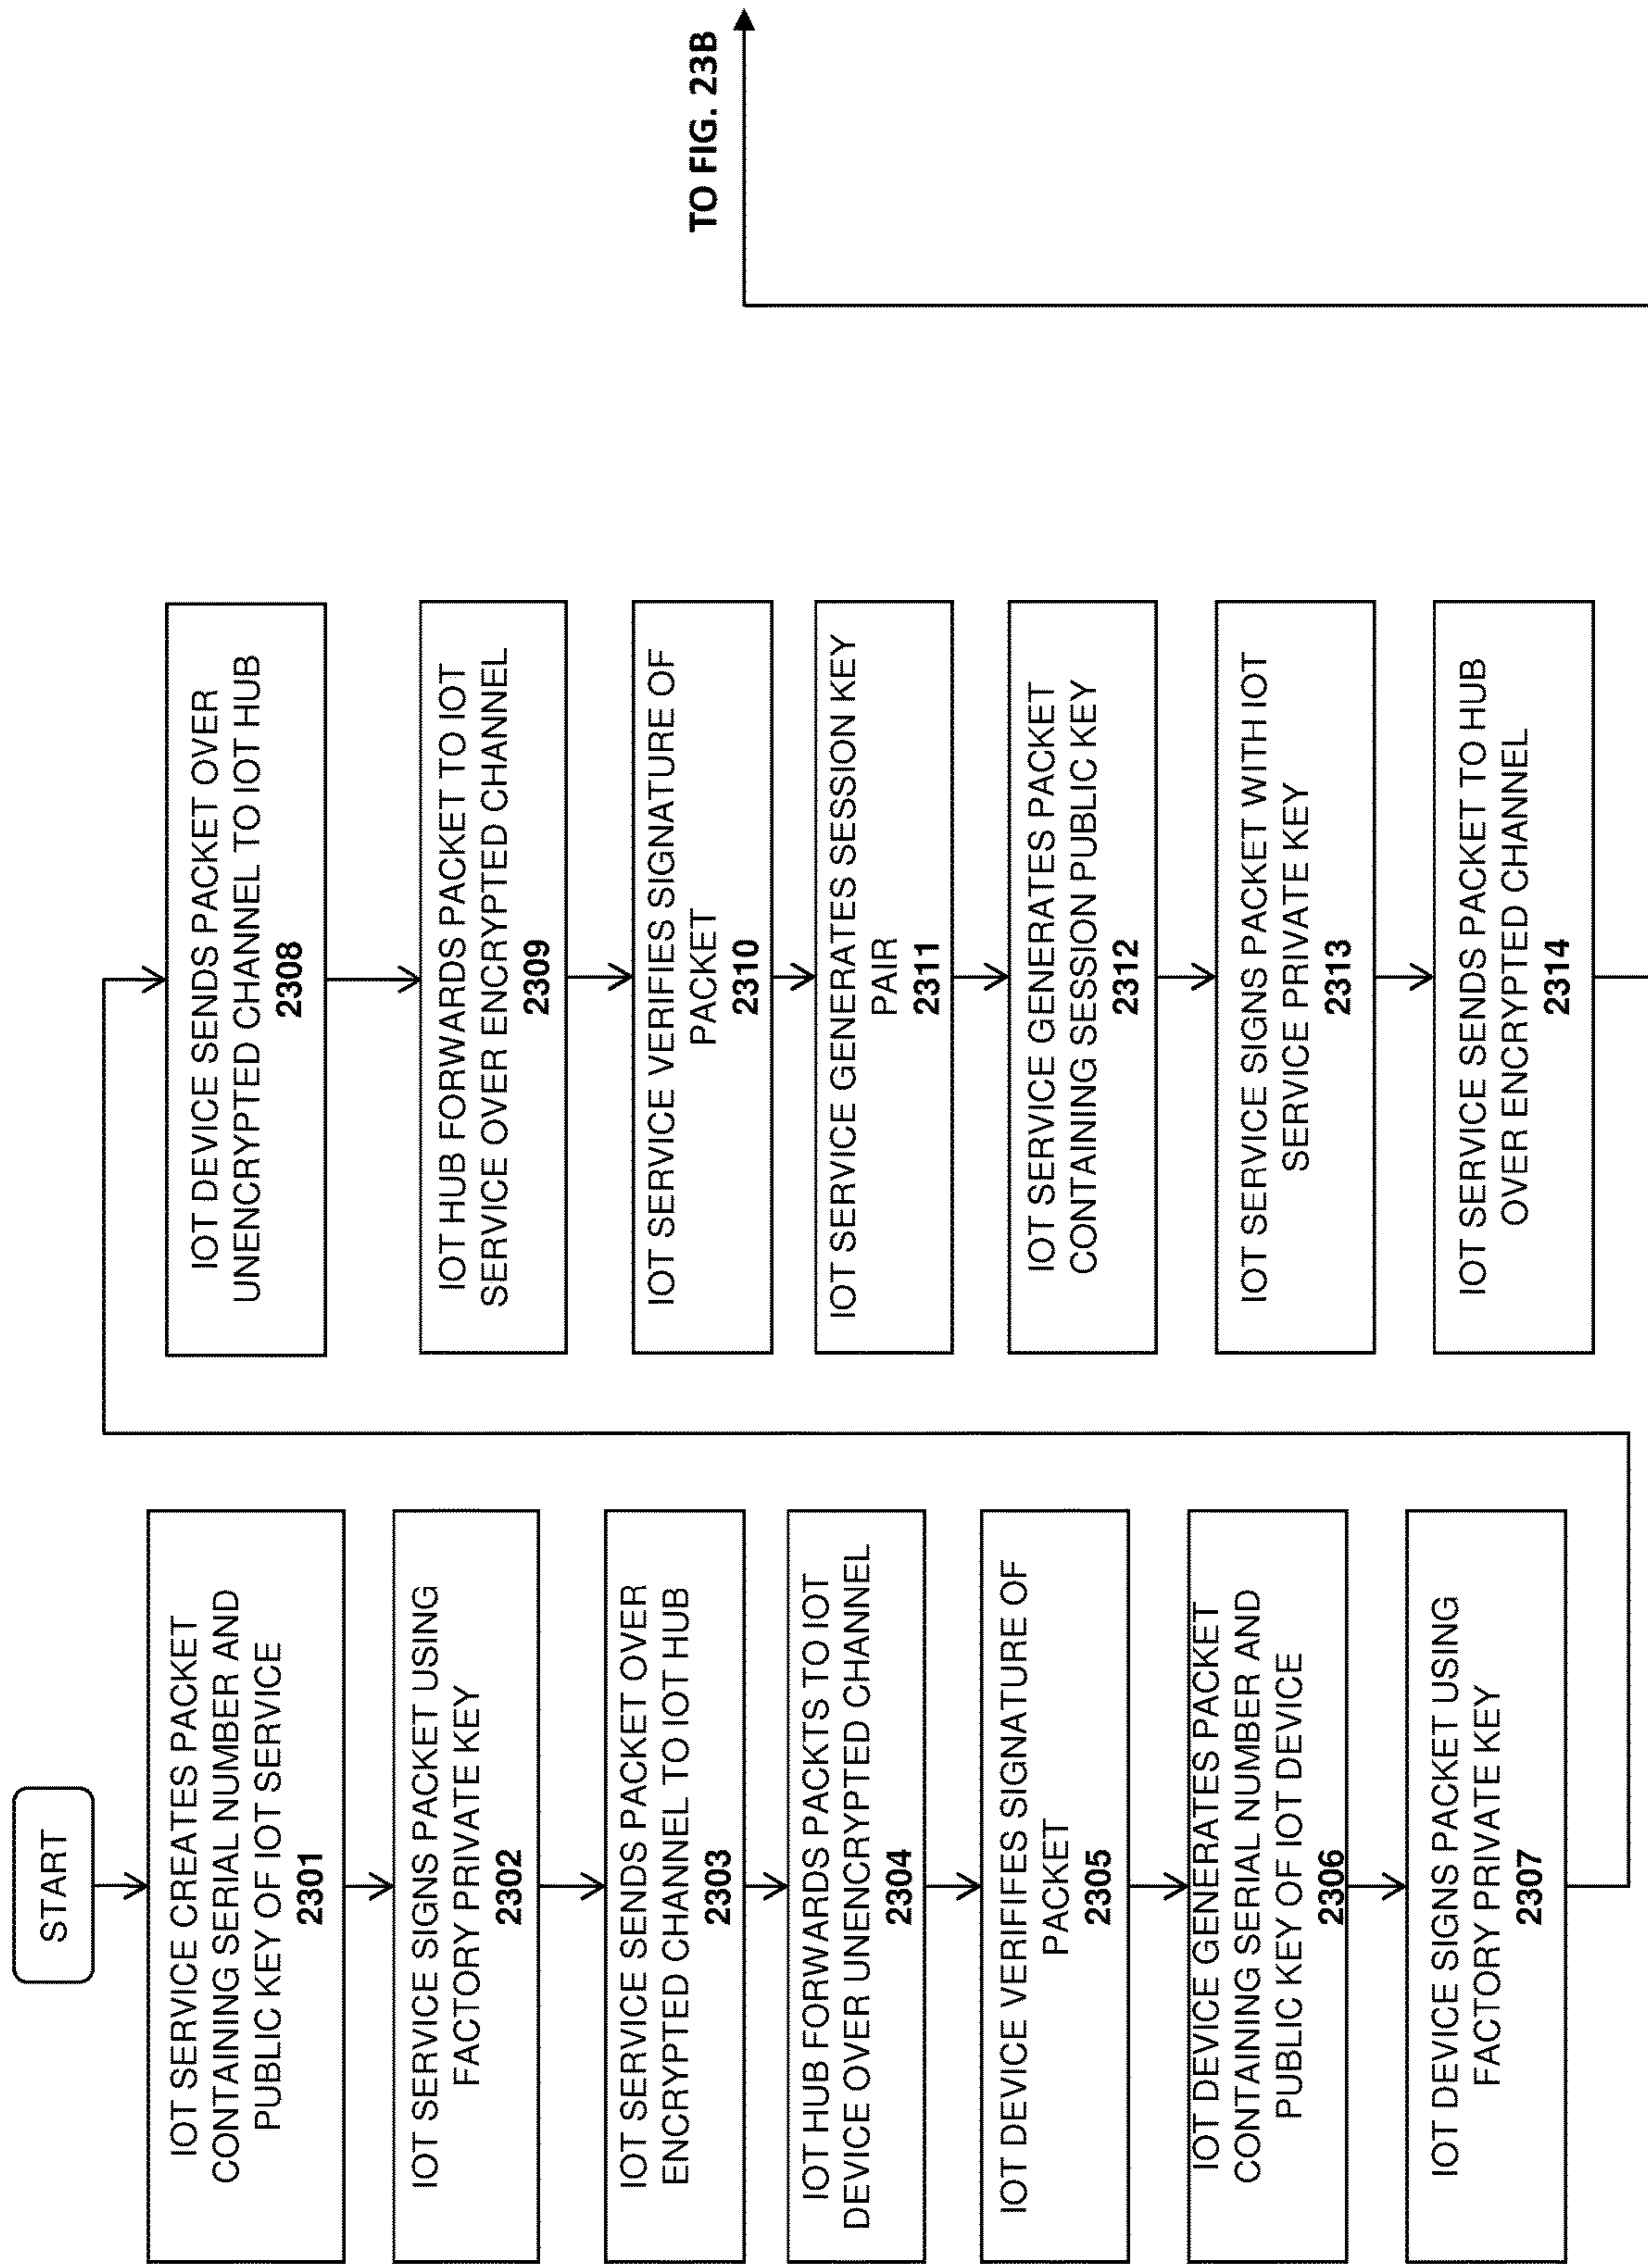 START
IOT SERVICE CREATES PACKET
CONTAINING SERIAL NUMBER AND
PUBLIC KEY OF IOT SERVICE
2301
IOT SERVICE SIGNS PACKET USING
FACTORY PRIVATE KEY
2302
IOT SERVICE SENDS PACKET OVER
ENCRYPTED CHANNEL TO IOT HUB
2303
IOT HUB FORWARDS PACKTS TO IOT
DEVICE OVER UNENCRYPTED CHANNEL
2304
IOT DEVICE VERIFIFES SIGNATURE OF
PACKET
2305
IOT DEVICE GENERATES PACKET
CONTAINING SERIAL NUMBER AND
PUBLIC KEY OF IOT DEVICE
2306
IOT DEVICE SIGNS PACKET USING
FACTORY PRIVATE KEY
2307
IOT DEVICE SENDS PACKET OVER
UNENCRYPTED CHANNEL TO IOT HUB
2308
IOT HUB FORWARDS PACKET TO IOT
SERVICE OVER ENCRYPTED CHANNEL
2309
IOT SERVICE VERIFIES SIGNATURE OF
PACKET
2310
IOT SERVICE GENERATES SESSION KEY
PAIR
2311
IOT SERVICE GENERATES PACKET
CONTAINING SESSION PUBLIC KEY
2312
IOT SERVICE SIGNS PACKET WITH IOT
SERVICE PRIVATE KEY
2313
IOT SERVICE SENDS PACKET TO HUB
OVER ENCRYPTED CHANNEL
2314
TO FIG. 23B